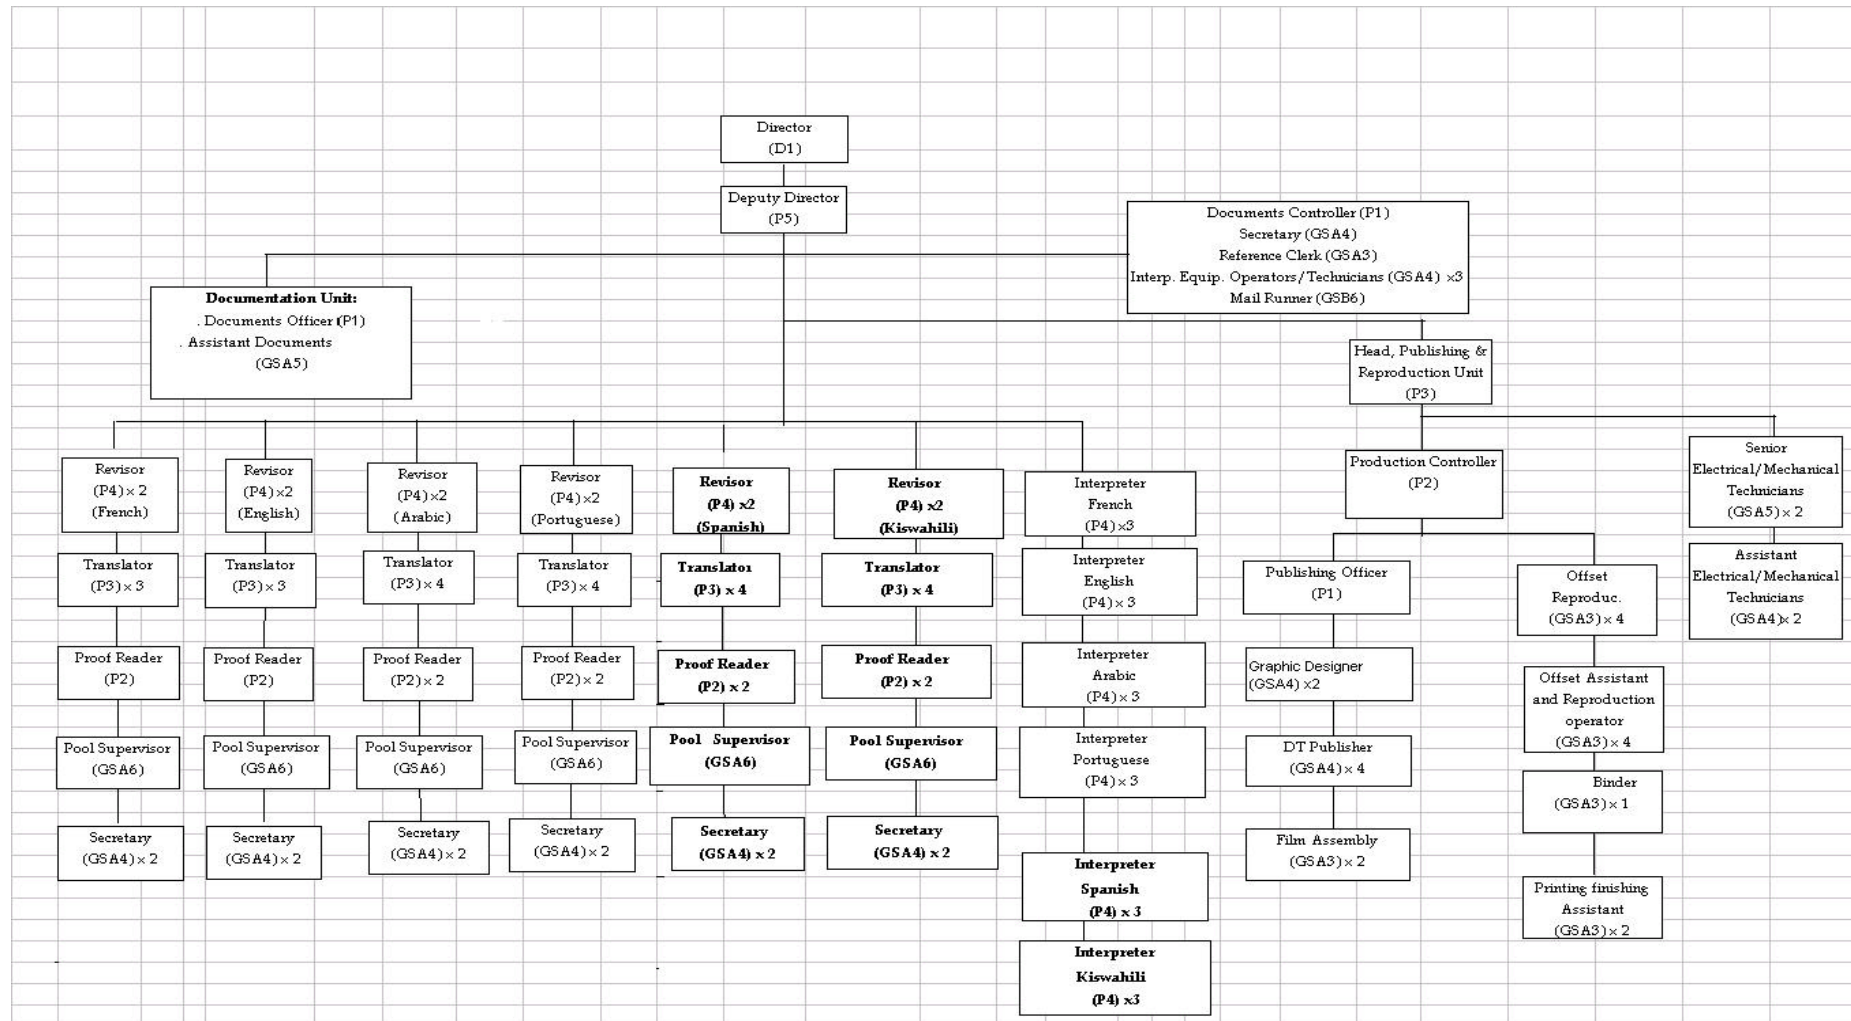 Director
(D1)
Deputy Director
(P5)
Documents Controller (P1)
Secretary (GSA4)
Reference Clerk (GSA3)
Interp. Equip. Operators/Technicians (GSA4) x3
Mail Runner (GSB6)
Documentation Unit:
. Documents Officer (P1)
. Assistant Documents
(GSA5)
Head, Publishing &
Reproduction Unit
(P3)
Revisor
(P4) x 2
(French)
Translator
(P3) x 3
Proof Reader
(P2)
Pool Supervisor
(GSA6)
Secretary
(GSA4) x 2
Revisor
(P4) x2
(English)
Translator
(P3) x 3
Proof Reader
(P2)
Pool Supervisor
(GSA6)
Secretary
(GSA4) x 2
Revisor
(P4) x2
(Arabic)
Translator
(P3) x 4
Proof Reader
(P2) x 2
Pool Supervisor
(GSA6)
Secretary
(GSA4) x 2
Revisor
(P4) x2
(Portuguese)
Translator
(P3) x 4
Proof Reader
(P2) x 2
Pool Supervisor
(GSA6)
Secretary
(GSA4) x 2
Revisor
(P4) x2
(Spanish)
Translator
(P3) x 4
Proof Reader
(P2) x 2
Pool Supervisor
(GSA6)
Secretary
(GSA4) x 2
Revisor
(P4) x2
(Kiswahili)
Translator
(P3) x 4
Proof Reader
(P2) x 2
Pool Supervisor
(GSA6)
Secretary
(GSA4) x 2
Interpreter
French
(P4) x3
Interpreter
English
(P4) x 3
Interpreter
Arabic
(P4) x 3
Interpreter
Portuguese
(P4) x 3
Interpreter
Spanish
(P4) x 3
Interpreter
Kiswahili
(P4) x3
Production Controller
(P2)
Publishing Officer
(P1)
Graphic Designer
(GSA4) x2
DT Publisher
(GSA4) x 4
Film Assembly
(GSA3) x 2
Offset
Reproduc.
(GSA3) x 4
Offset Assistant
and Reproduction
operator
(GSA3) x 4
Binder
(GSA3) x 1
Printing finishing
Assistant
(GSA3) x 2
Senior
Electrical/Mechanical
Technicians
(GSA5) x 2
Assistant
Electrical/Mechanical
Technicians
(GSA4) x 2